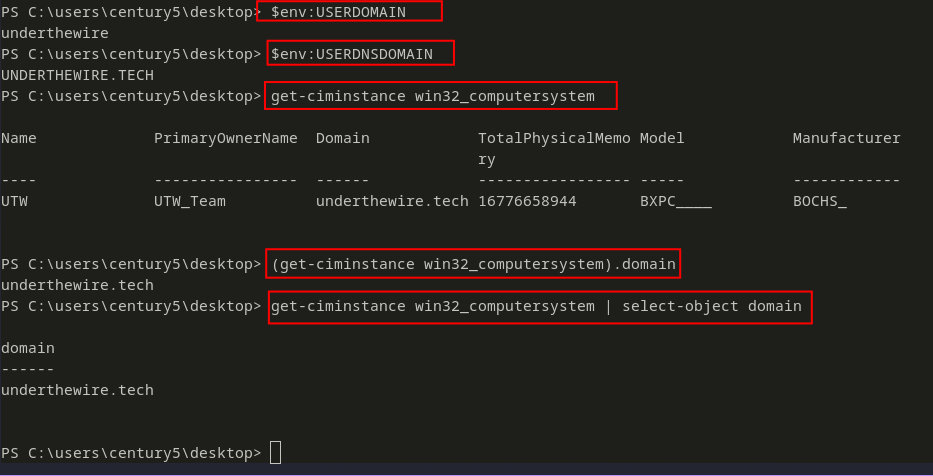 PS C:\users\century5\desktop> $env:USERDOMAIN
underthewire
PS C:\users\century5\desktop> $env:USERDNSDOMAIN
UNDERTHEWIRE.TECH
PS C:\users\century5\desktop> get-ciminstance win32_computersystem
Name             PrimaryOwnerName  Domain            TotalPhysicalMemo Model            Manufacturer
                                                     ry
----             ----------------  ------            ----------------- -----            ------------
UTW              UTW_Team          underthewire.tech 16776658944       BXPC____         BOCHS_
PS C:\users\century5\desktop> (get-ciminstance win32_computersystem).domain
underthewire.tech
PS C:\users\century5\desktop> get-ciminstance win32_computersystem | select-object domain
domain
------
underthewire.tech
PS C:\users\century5\desktop>